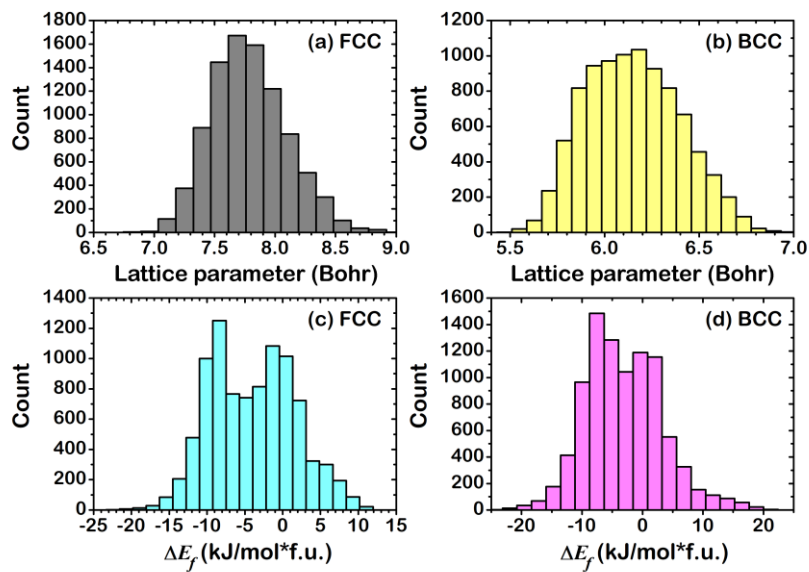 (a) FCC
Count
1800
1600
1400
1200
1000
800
600
400
200
0
6.5 7.0 7.5 8.0 8.5 9.0
Lattice parameter (Bohr)
(b) BCC
Count
1200
1000
800
600
400
200
0
5.5 6.0 6.5 7.0
Lattice parameter (Bohr)
(c) FCC
Count
1400
1200
1000
800
600
400
200
0
-25 -20 -15 -10 -5 0 5 10 15
ΔE_f (kJ/mol*f.u.)
(d) BCC
Count
1600
1400
1200
1000
800
600
400
200
0
-20 -10 0 10 20
ΔE_f (kJ/mol*f.u.)